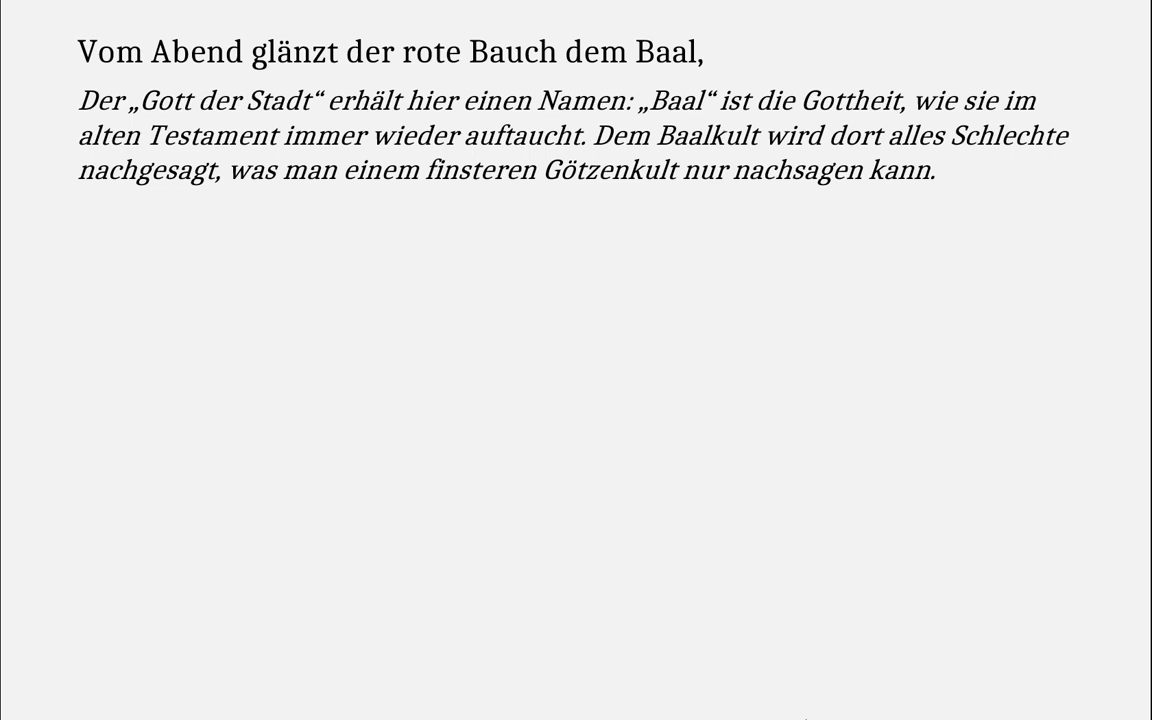 Vom Abend glänzt der rote Bauch dem Baal,
Der „Gott der Stadt“ erhält hier einen Namen: „Baal“ ist die Gottheit, wie sie im
alten Testament immer wieder auftaucht. Dem Baalkult wird dort alles Schlechte
nachgesagt, was man einem finsteren Götzenkult nur nachsagen kann.